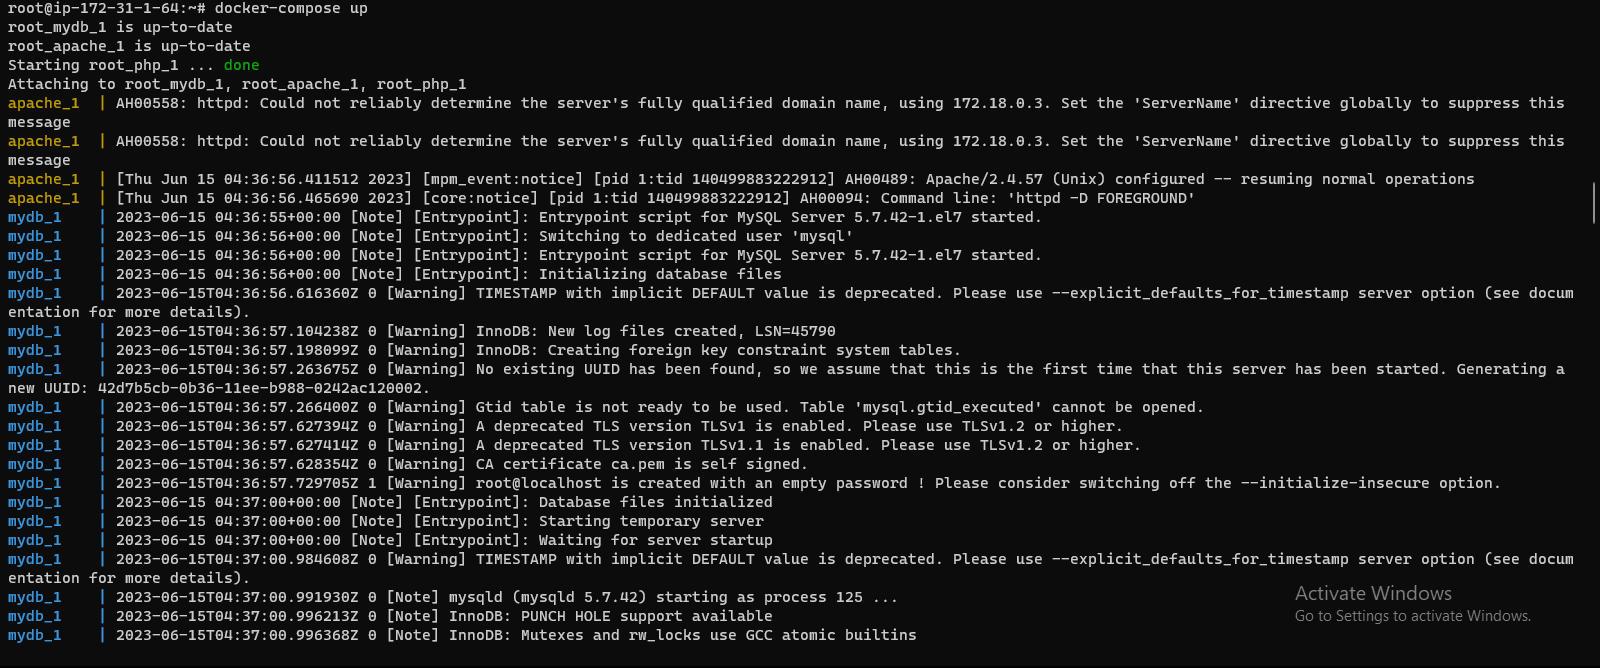 root@ip-172-31-1-64:~# docker-compose up
root_mydb_1 is up-to-date
root_apache_1 is up-to-date
Starting root_php_1 ... done
Attaching to root_mydb_1, root_apache_1, root_php_1
apache_1  | AH00558: httpd: Could not reliably determine the server's fully qualified domain name, using 172.18.0.3. Set the 'ServerName' directive globally to suppress this
message
apache_1  | AH00558: httpd: Could not reliably determine the server's fully qualified domain name, using 172.18.0.3. Set the 'ServerName' directive globally to suppress this
message
apache_1  | [Thu Jun 15 04:36:56.411512 2023] [mpm_event:notice] [pid 1:tid 140499883222912] AH00489: Apache/2.4.57 (Unix) configured -- resuming normal operations
apache_1  | [Thu Jun 15 04:36:56.465690 2023] [core:notice] [pid 1:tid 140499883222912] AH00094: Command line: 'httpd -D FOREGROUND'
mydb_1    | 2023-06-15 04:36:55+00:00 [Note] [Entrypoint]: Entrypoint script for MySQL Server 5.7.42-1.el7 started.
mydb_1    | 2023-06-15 04:36:56+00:00 [Note] [Entrypoint]: Switching to dedicated user 'mysql'
mydb_1    | 2023-06-15 04:36:56+00:00 [Note] [Entrypoint]: Entrypoint script for MySQL Server 5.7.42-1.el7 started.
mydb_1    | 2023-06-15 04:36:56+00:00 [Note] [Entrypoint]: Initializing database files
mydb_1    | 2023-06-15T04:36:56.616360Z 0 [Warning] TIMESTAMP with implicit DEFAULT value is deprecated. Please use --explicit_defaults_for_timestamp server option (see docum
entation for more details).
mydb_1    | 2023-06-15T04:36:57.104238Z 0 [Warning] InnoDB: New log files created, LSN=45790
mydb_1    | 2023-06-15T04:36:57.198099Z 0 [Warning] InnoDB: Creating foreign key constraint system tables.
mydb_1    | 2023-06-15T04:36:57.263675Z 0 [Warning] No existing UUID has been found, so we assume that this is the first time that this server has been started. Generating a
new UUID: 42d7b5cb-0b36-11ee-b988-0242ac120002.
mydb_1    | 2023-06-15T04:36:57.266400Z 0 [Warning] Gtid table is not ready to be used. Table 'mysql.gtid_executed' cannot be opened.
mydb_1    | 2023-06-15T04:36:57.627394Z 0 [Warning] A deprecated TLS version TLSv1 is enabled. Please use TLSv1.2 or higher.
mydb_1    | 2023-06-15T04:36:57.627414Z 0 [Warning] A deprecated TLS version TLSv1.1 is enabled. Please use TLSv1.2 or higher.
mydb_1    | 2023-06-15T04:36:57.628354Z 0 [Warning] CA certificate ca.pem is self signed.
mydb_1    | 2023-06-15T04:36:57.729705Z 1 [Warning] root@localhost is created with an empty password ! Please consider switching off the --initialize-insecure option.
mydb_1    | 2023-06-15 04:37:00+00:00 [Note] [Entrypoint]: Database files initialized
mydb_1    | 2023-06-15 04:37:00+00:00 [Note] [Entrypoint]: Starting temporary server
mydb_1    | 2023-06-15 04:37:00+00:00 [Note] [Entrypoint]: Waiting for server startup
mydb_1    | 2023-06-15T04:37:00.984608Z 0 [Warning] TIMESTAMP with implicit DEFAULT value is deprecated. Please use --explicit_defaults_for_timestamp server option (see docum
entation for more details).
mydb_1    | 2023-06-15T04:37:00.991930Z 0 [Note] mysqld (mysqld 5.7.42) starting as process 125 ...
mydb_1    | 2023-06-15T04:37:00.996213Z 0 [Note] InnoDB: PUNCH HOLE support available
mydb_1    | 2023-06-15T04:37:00.996368Z 0 [Note] InnoDB: Mutexes and rw_locks use GCC atomic builtins
Activate Windows
Go to Settings to activate Windows.